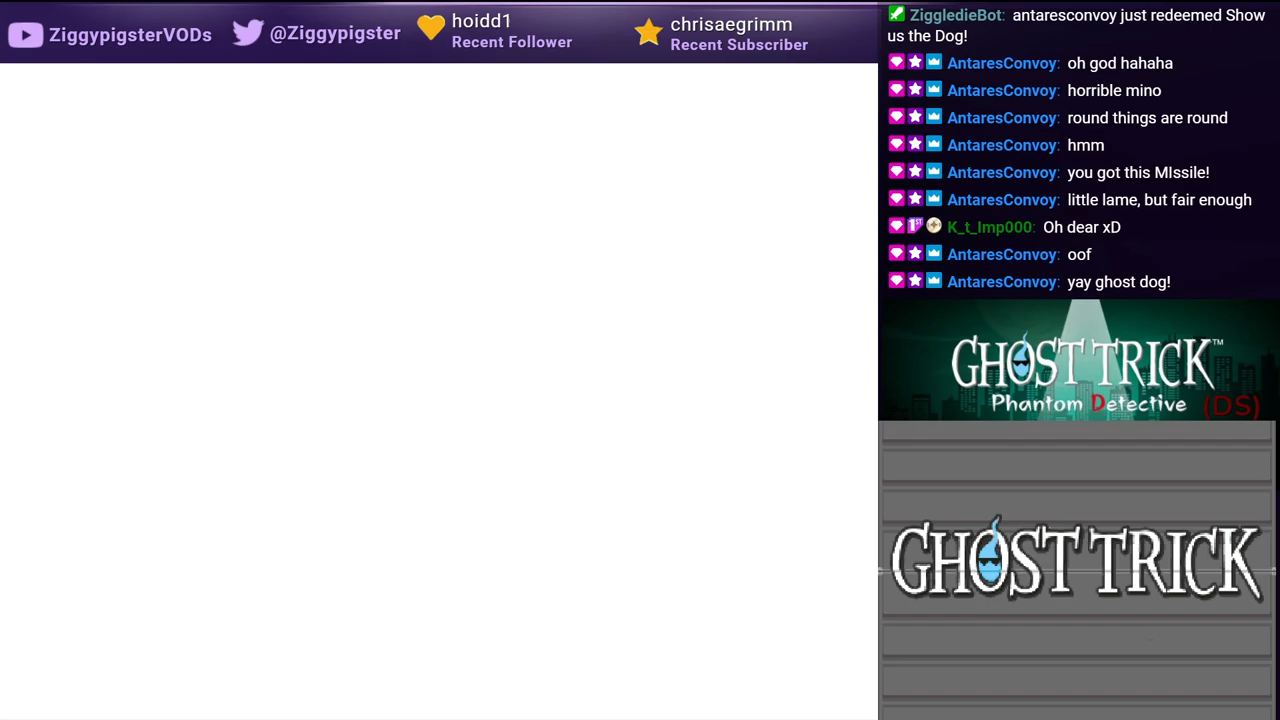 ZiggypigsterVODs
@Ziggypigster
hoidd1
Recent Follower
chrisaegrimm
Recent Subscriber
ZiggledieBot: antaresconvoy just redeemed Show
us the Dog!
AntaresConvoy: oh god hahaha
AntaresConvoy: horrible mino
AntaresConvoy: round things are round
AntaresConvoy: hmm
AntaresConvoy: you got this MIssile!
AntaresConvoy: little lame, but fair enough
1ST K_t_Imp000: Oh dear xD
AntaresConvoy: oof
AntaresConvoy: yay ghost dog!
GHOST TRICK™
Phantom Detective (DS)
GHOST TRICK